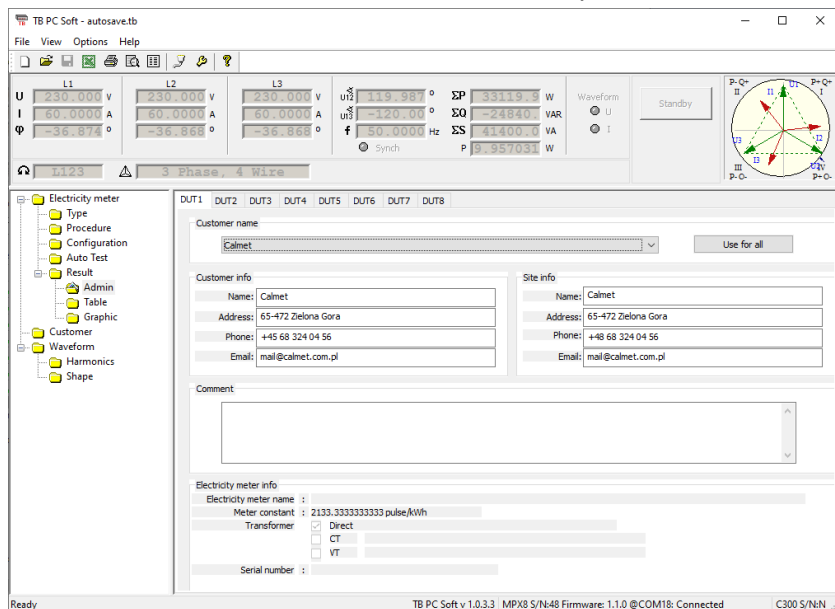 TB PC Soft - autosave.tb
File View Options Help
L1 L2 L3
U 230.000 V 230.000 V 230.000 V U12 119.987 ° ΣP 33119.9 W Waveform
I 60.0000 A 60.0000 A 60.0000 A U13 -120.00 ° ΣQ -24840. VAR U
φ -36.874 ° -36.868 ° -36.868 ° f 50.0000 Hz ΣS 41400.0 VA I
Synch P 9.957031 W
Standby
P- Q+ P+ Q+
II I1 U1 I
U3 I2
III I3 IV
P- Q- P+ Q-
L123 3 Phase, 4 Wire
Electricity meter
Type
Procedure
Configuration
Auto Test
Result
Admin
Table
Graphic
Customer
Waveform
Harmonics
Shape
DUT1 DUT2 DUT3 DUT4 DUT5 DUT6 DUT7 DUT8
Customer name
Calmet Use for all
Customer info
Name: Calmet
Address: 65-472 Zielona Gora
Phone: +45 68 324 04 56
Email: mail@calmet.com.pl
Site info
Name: Calmet
Address: 65-472 Zielona Gora
Phone: +48 68 324 04 56
Email: mail@calmet.com.pl
Comment
Electricity meter info
Electricity meter name :
Meter constant : 2133.3333333333 pulse/kWh
Transformer Direct
CT
VT
Serial number :
Ready TB PC Soft v 1.0.3.3 MPX8 S/N:48 Firmware: 1.1.0 @COM18: Connected C300 S/N:N